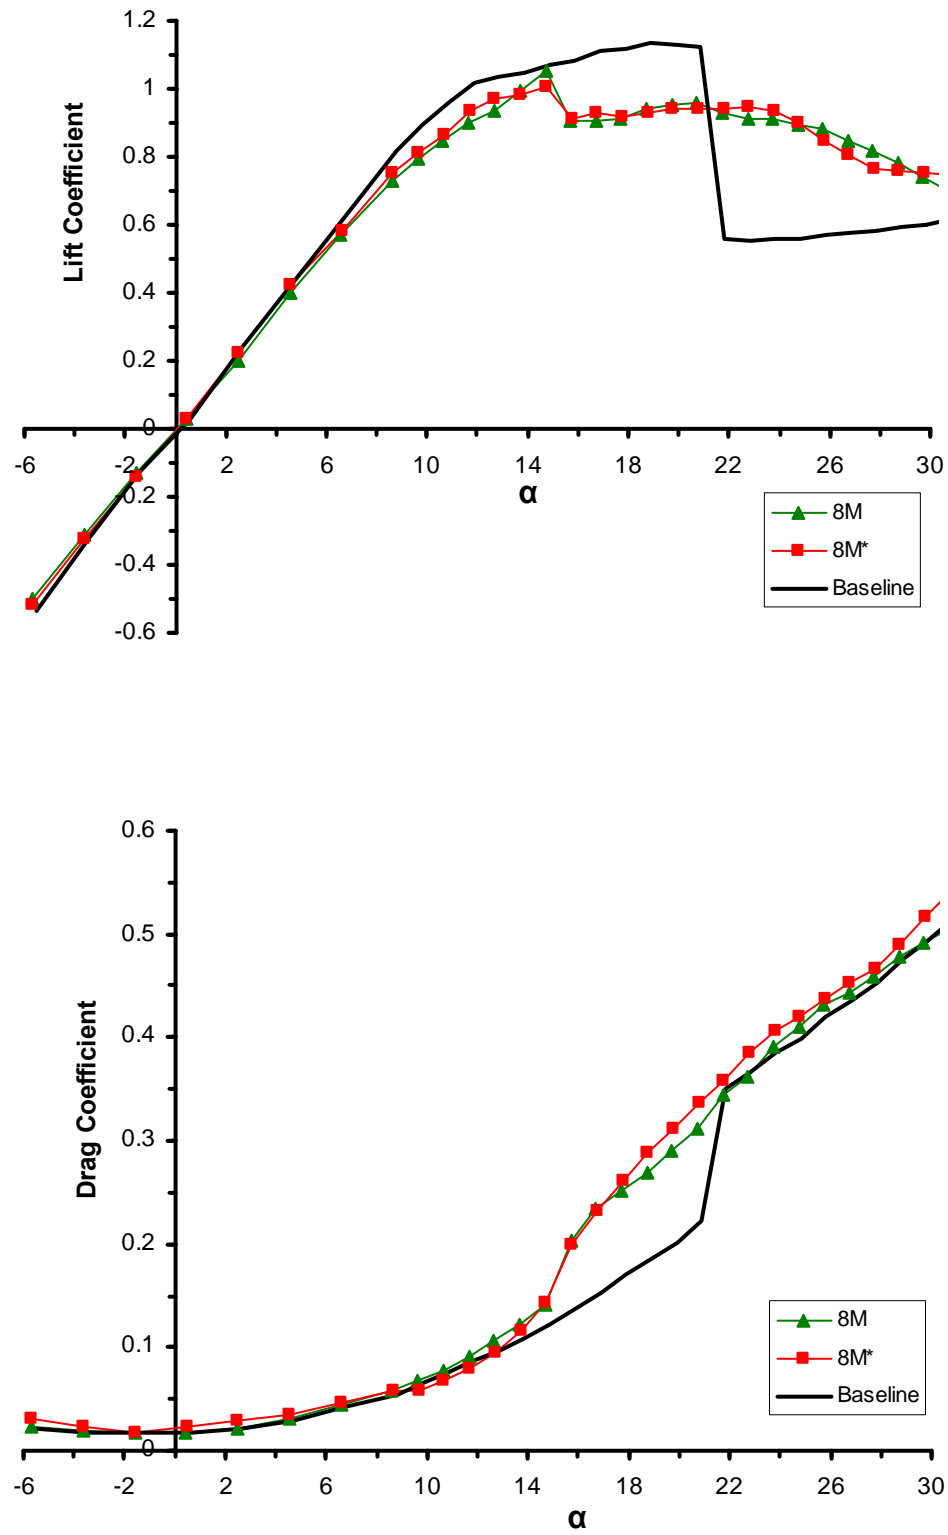 1.2
1
0.8
0.6
0.4
0.2
0
-0.2
-0.4
-0.6
Lift Coefficient
-6 -2 2 6 10 14 18 22 26 30
α
8M
8M*
Baseline
0.6
0.5
0.4
0.3
0.2
0.1
0
Drag Coefficient
-6 -2 2 6 10 14 18 22 26 30
α
8M
8M*
Baseline